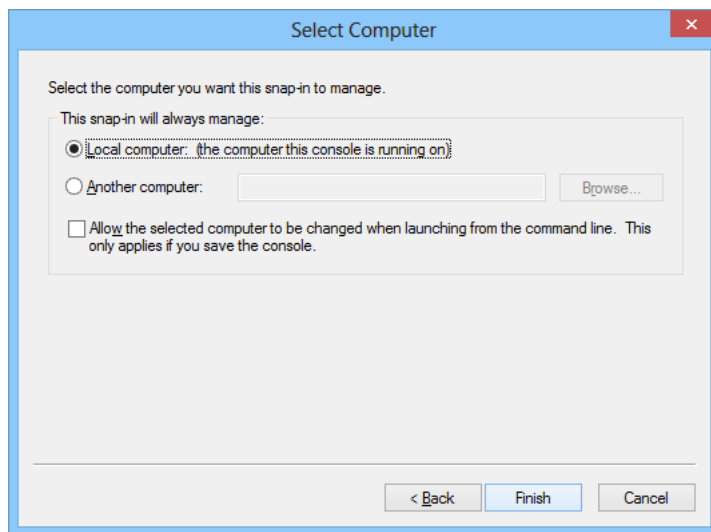 Select Computer
Select the computer you want this snap-in to manage.
This snap-in will always manage:
Local computer: (the computer this console is running on)
Another computer:
Browse...
Allow the selected computer to be changed when launching from the command line. This
only applies if you save the console.
< Back
Finish
Cancel